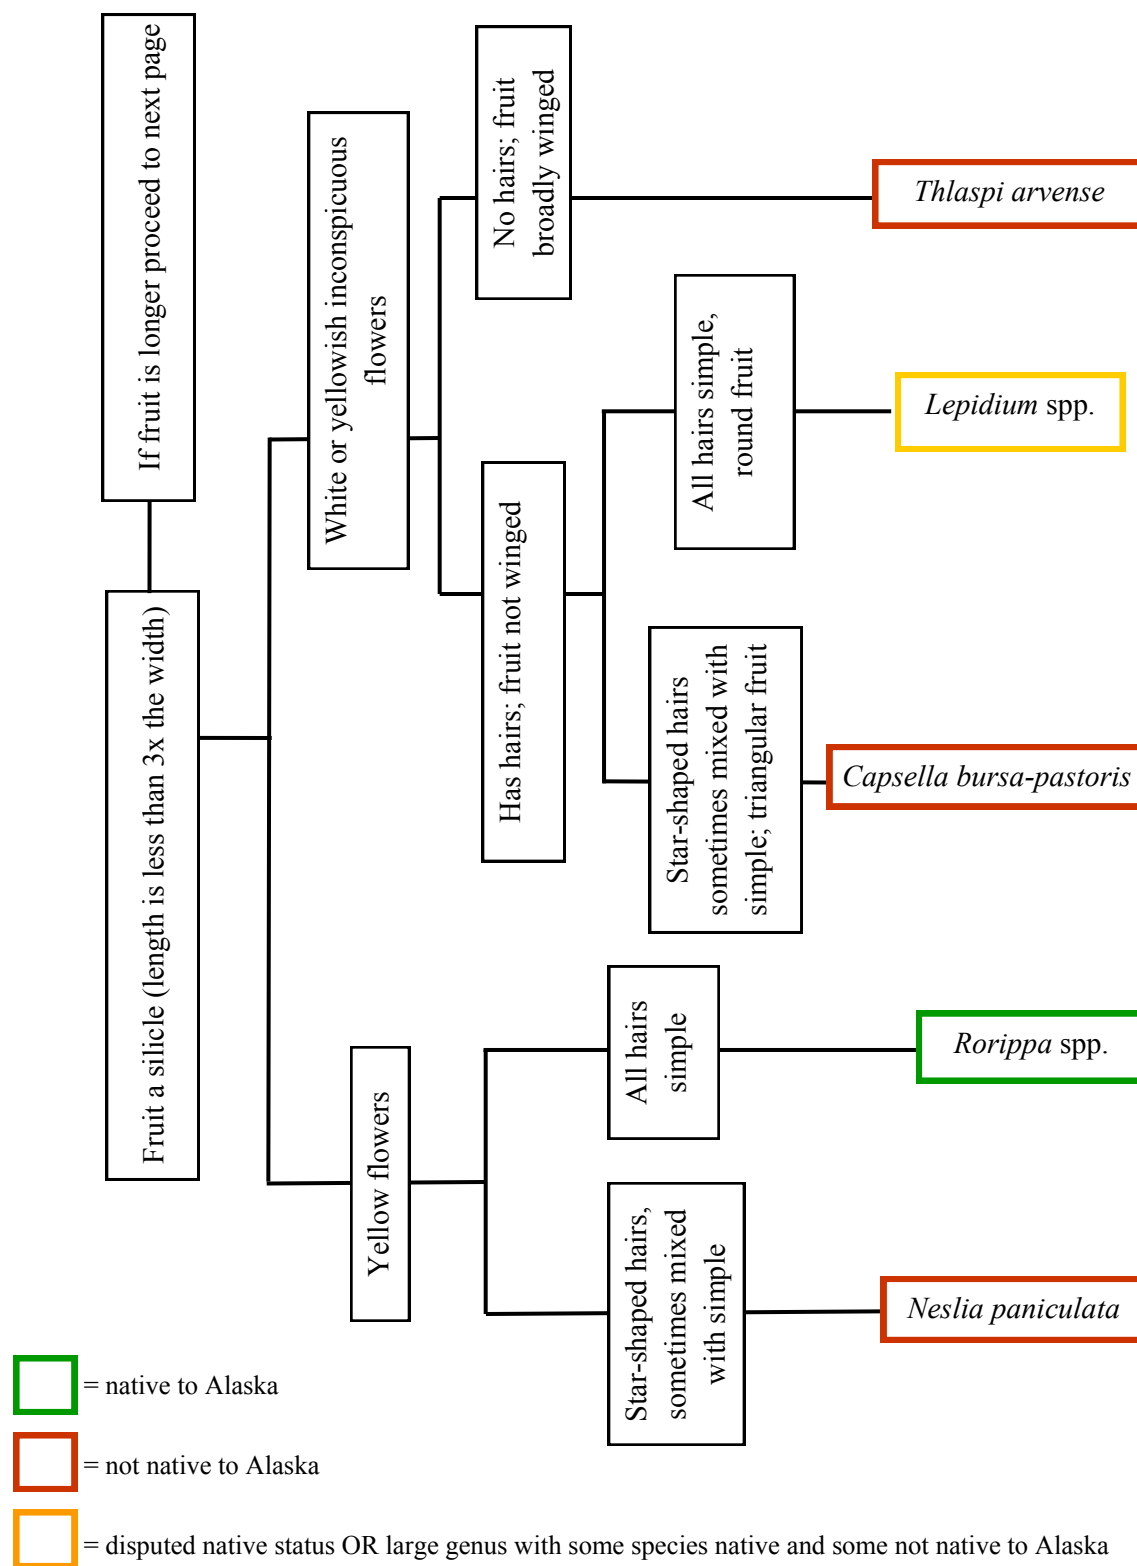 If fruit is longer proceed to next page
Fruit a silicle (length is less than 3x the width)
White or yellowish inconspicuous
flowers
No hairs; fruit
broadly winged
Thlaspi arvense
Has hairs; fruit not winged
All hairs simple,
round fruit
Lepidium spp.
Star-shaped hairs
sometimes mixed with
simple; triangular fruit
Capsella bursa-pastoris
Yellow flowers
All hairs
simple
Rorippa spp.
Star-shaped hairs,
sometimes mixed
with simple
Neslia paniculata
= native to Alaska
= not native to Alaska
= disputed native status OR large genus with some species native and some not native to Alaska